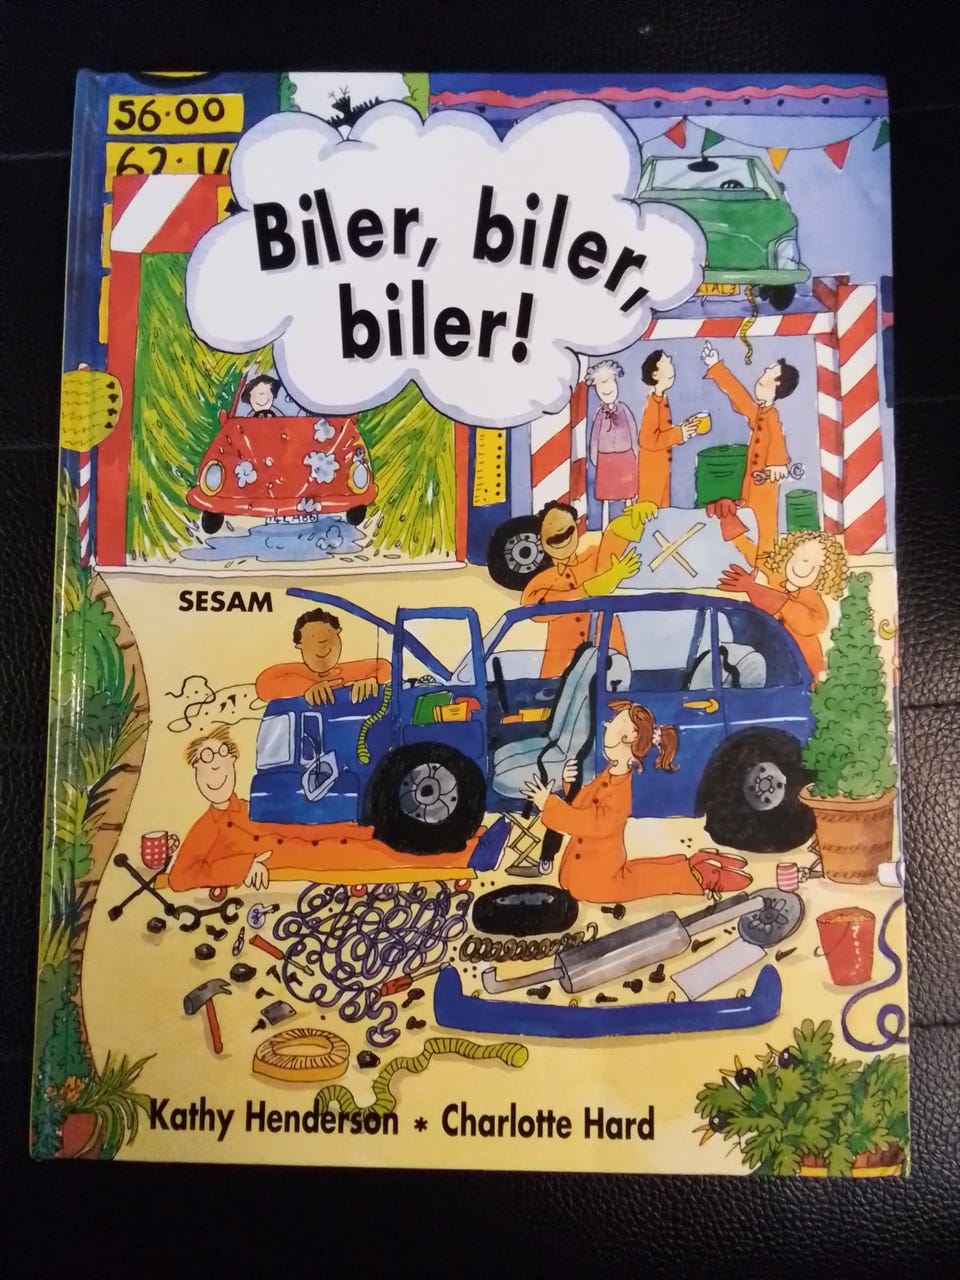 56·00
Biler, biler,
biler!
SESAM
Kathy Henderson * Charlotte Hard